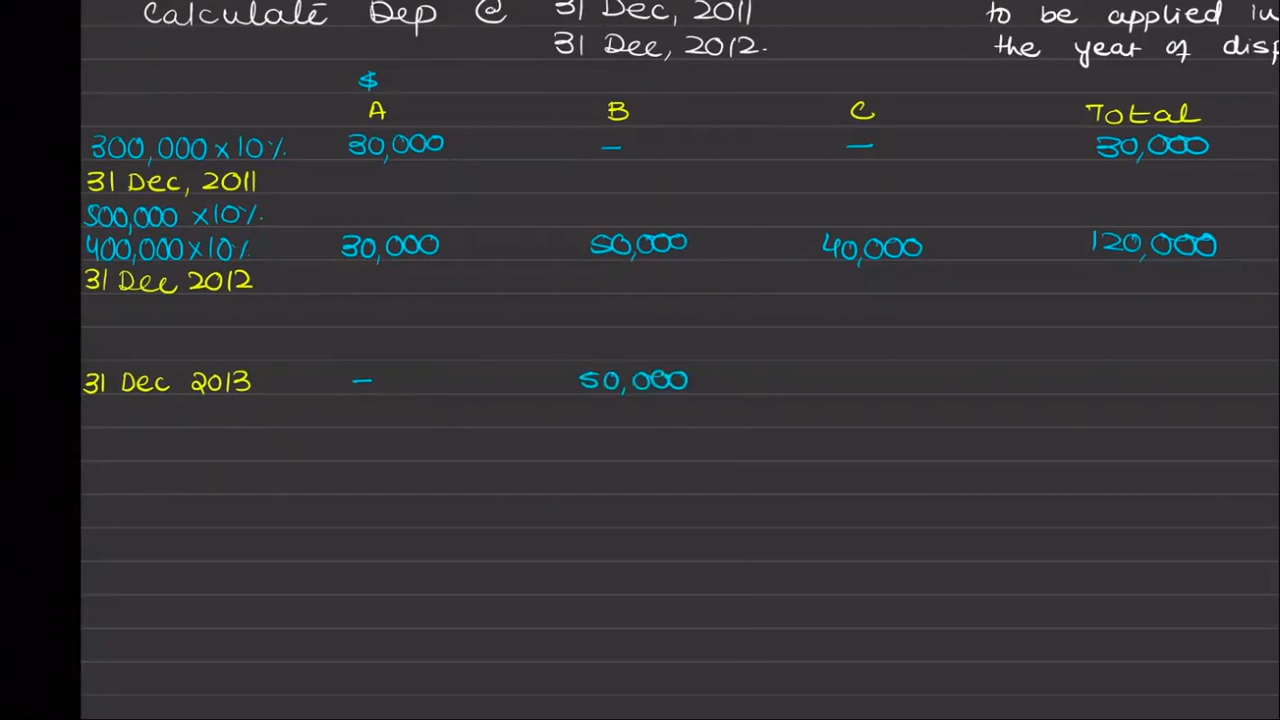 Calculate Dep @ 31 Dec, 2011 to be applied in
31 Dec, 2012. the year of disp
$
A B C Total
300,000 x 10% 30,000 — — 30,000
31 Dec, 2011
500,000 x 10%
400,000 x 10% 30,000 50,000 40,000 120,000
31 Dec 2012
31 Dec 2013 — 50,000